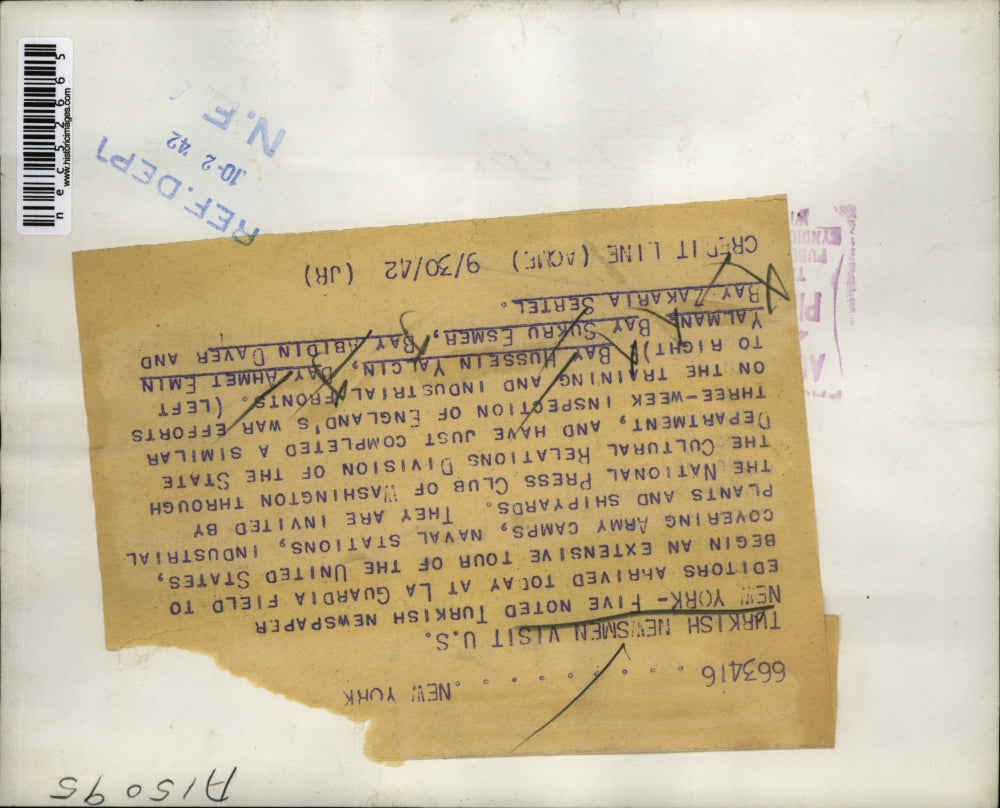 663416 . . . . . . . . . . NEW YORK
TURKISH NEWSMEN VISIT U.S.
NEW YORK-- FIVE NOTED TURKISH NEWSPAPER
EDITORS ARRIVED TODAY AT LA GUARDIA FIELD TO
BEGIN AN EXTENSIVE TOUR OF THE UNITED STATES,
COVERING ARMY CAMPS, NAVAL STATIONS, INDUSTRIAL
PLANTS AND SHIPYARDS. THEY ARE INVITED BY
THE NATIONAL PRESS CLUB OF WASHINGTON THROUGH
THE CULTURAL RELATIONS DIVISION OF THE STATE
DEPARTMENT, AND HAVE JUST COMPLETED A SIMILAR
THREE-WEEK INSPECTION OF ENGLAND'S WAR EFFORTS
ON THE TRAINING AND INDUSTRIAL FRONTS. (LEFT
TO RIGHT) BAY HUSSEIN YALCIN, BAY AHMET EMIN
YALMAN, BAY SUKRU ESMER, BAY ABIDIN DAVER AND
BAY ZAKARIA SERTEL.
CREDIT LINE (ACME) 9/30/42 (JR)
REF. DEPT
10-2 '42
N.E.
A15095
nec52665
www.historicimages.com